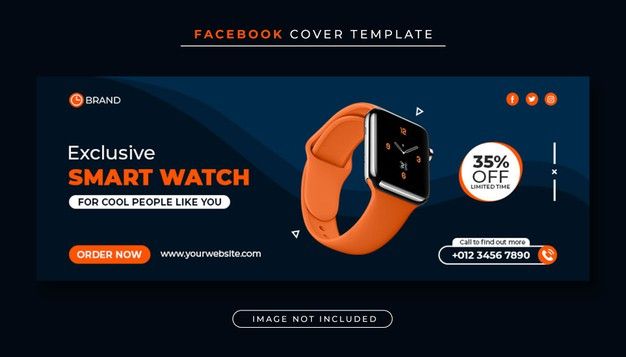 FACEBOOK COVER TEMPLATE
BRAND
Exclusive
SMART WATCH
FOR COOL PEOPLE LIKE YOU
ORDER NOW
www.yourwebsite.com
12
35%
OFF
LIMITED TIME
Call to find out more
+012 3456 7890
IMAGE NOT INCLUDED